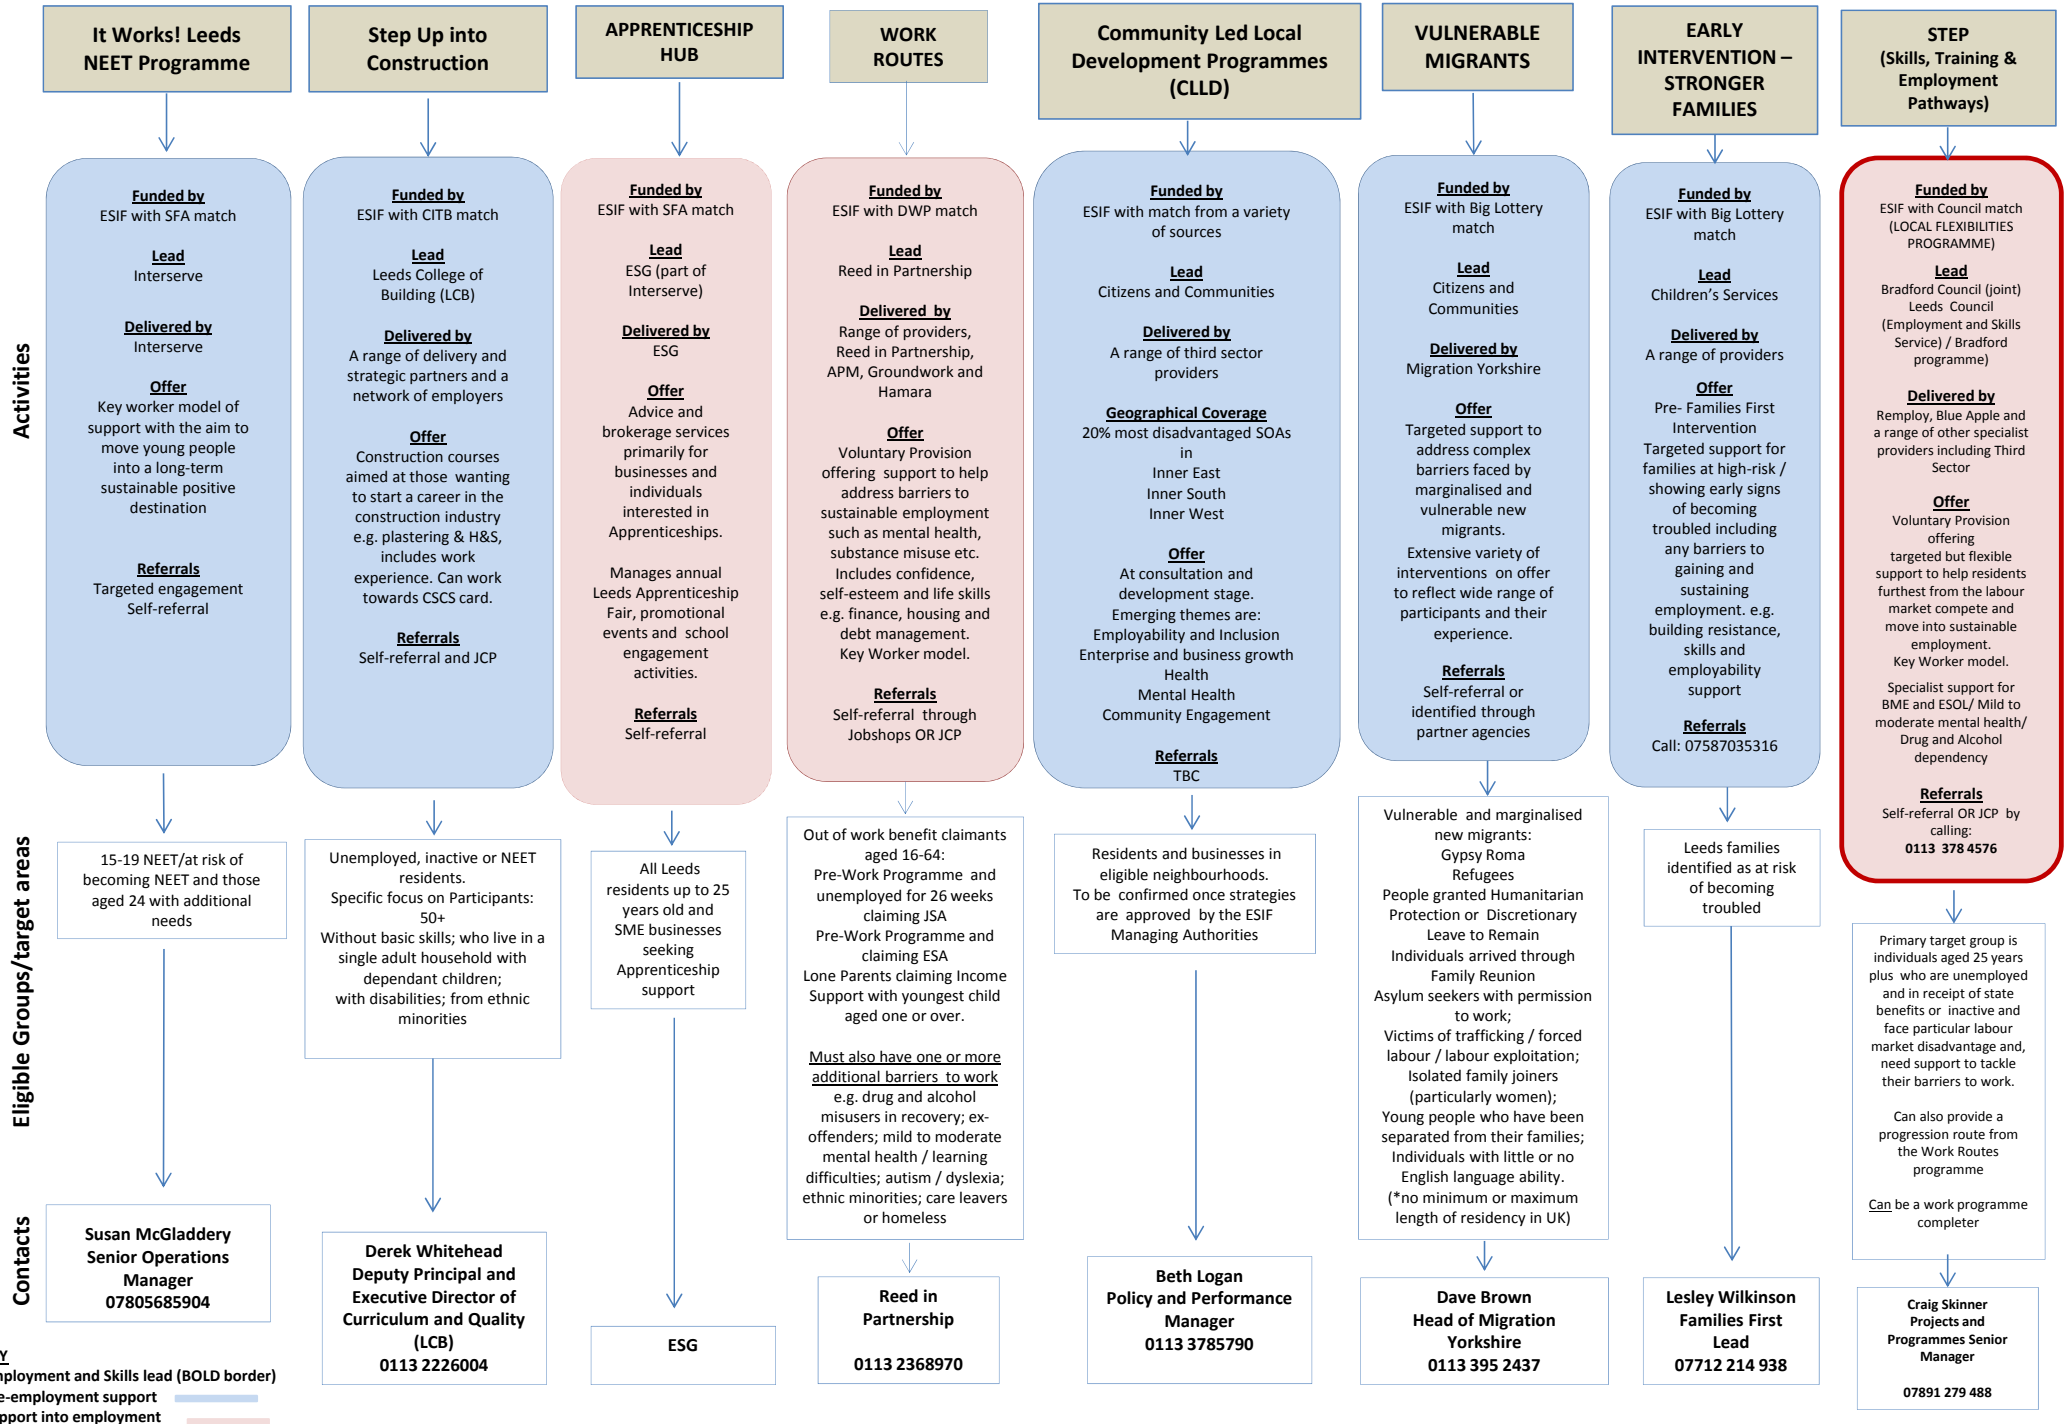 It Works! Leeds
NEET Programme
Funded by
ESIF with SFA match
Lead
Interserve
Delivered by
Interserve
Offer
Key worker model of
support with the aim to
move young people
into a long-term
sustainable positive
destination
Referrals
Targeted engagement
Self-referral
15-19 NEET/at risk of
becoming NEET and those
aged 24 with additional
needs
Susan McGladdery
Senior Operations
Manager
07805685904
Step Up into
Construction
Funded by
ESIF with CITB match
Lead
Leeds College of
Building (LCB)
Delivered by
A range of delivery and
strategic partners and a
network of employers
Offer
Construction courses
aimed at those wanting
to start a career in the
construction industry
e.g. plastering & H&S,
includes work
experience. Can work
towards CSCS card.
Referrals
Self-referral and JCP
Unemployed, inactive or NEET
residents.
Specific focus on Participants:
50+
Without basic skills; who live in a
single adult household with
dependant children;
with disabilities; from ethnic
minorities
Derek Whitehead
Deputy Principal and
Executive Director of
Curriculum and Quality
(LCB)
0113 2226004
APPRENTICESHIP
HUB
Funded by
ESIF with SFA match
Lead
ESG (part of
Interserve)
Delivered by
ESG
Offer
Advice and
brokerage services
primarily for
businesses and
individuals
interested in
Apprenticeships.
Manages annual
Leeds Apprenticeship
Fair, promotional
events and school
engagement
activities.
Referrals
Self-referral
All Leeds
residents up to 25
years old and
SME businesses
seeking
Apprenticeship
support
ESG
WORK
ROUTES
Funded by
ESIF with DWP match
Lead
Reed in Partnership
Delivered by
Range of providers,
Reed in Partnership,
APM, Groundwork and
Hamara
Offer
Voluntary Provision
offering support to help
address barriers to
sustainable employment
such as mental health,
substance misuse etc.
Includes confidence,
self-esteem and life skills
e.g. finance, housing and
debt management.
Key Worker model.
Referrals
Self-referral through
Jobshops OR JCP
Out of work benefit claimants
aged 16-64:
Pre-Work Programme and
unemployed for 26 weeks
claiming JSA
Pre-Work Programme and
claiming ESA
Lone Parents claiming Income
Support with youngest child
aged one or over.
Must also have one or more
additional barriers to work
e.g. drug and alcohol
misusers in recovery; ex-
offenders; mild to moderate
mental health / learning
difficulties; autism / dyslexia;
ethnic minorities; care leavers
or homeless
Reed in
Partnership
0113 2368970
Community Led Local
Development Programmes
(CLLD)
Funded by
ESIF with match from a variety
of sources
Lead
Citizens and Communities
Delivered by
A range of third sector
providers
Geographical Coverage
20% most disadvantaged SOAs
in
Inner East
Inner South
Inner West
Offer
At consultation and
development stage.
Emerging themes are:
Employability and Inclusion
Enterprise and business growth
Health
Mental Health
Community Engagement
Referrals
TBC
Residents and businesses in
eligible neighbourhoods.
To be confirmed once strategies
are approved by the ESIF
Managing Authorities
Beth Logan
Policy and Performance
Manager
0113 3785790
VULNERABLE
MIGRANTS
Funded by
ESIF with Big Lottery
match
Lead
Citizens and
Communities
Delivered by
Migration Yorkshire
Offer
Targeted support to
address complex
barriers faced by
marginalised and
vulnerable new
migrants.
Extensive variety of
interventions on offer
to reflect wide range of
participants and their
experience.
Referrals
Self-referral or
identified through
partner agencies
Vulnerable and marginalised
new migrants:
Gypsy Roma
Refugees
People granted Humanitarian
Protection or Discretionary
Leave to Remain
Individuals arrived through
Family Reunion
Asylum seekers with permission
to work;
Victims of trafficking / forced
labour / labour exploitation;
Isolated family joiners
(particularly women);
Young people who have been
separated from their families;
Individuals with little or no
English language ability.
(*no minimum or maximum
length of residency in UK)
Dave Brown
Head of Migration
Yorkshire
0113 395 2437
EARLY
INTERVENTION –
STRONGER
FAMILIES
Funded by
ESIF with Big Lottery
match
Lead
Children's Services
Delivered by
A range of providers
Offer
Pre- Families First
Intervention
Targeted support for
families at high-risk /
showing early signs
of becoming
troubled including
any barriers to
gaining and
sustaining
employment. e.g.
building resistance,
skills and
employability
support
Referrals
Call: 07587035316
Leeds families
identified as at risk
of becoming
troubled
Lesley Wilkinson
Families First
Lead
07712 214 938
STEP
(Skills, Training &
Employment
Pathways)
Funded by
ESIF with Council match
(LOCAL FLEXIBILITIES
PROGRAMME)
Lead
Bradford Council (joint)
Leeds Council
(Employment and Skills
Service) / Bradford
programme)
Delivered by
Remploy, Blue Apple and
a range of other specialist
providers including Third
Sector
Offer
Voluntary Provision
offering
targeted but flexible
support to help residents
furthest from the labour
market compete and
move into sustainable
employment.
Key Worker model.
Specialist support for
BME and ESOL/ Mild to
moderate mental health/
Drug and Alcohol
dependency
Referrals
Self-referral OR JCP by
calling:
0113 378 4576
Primary target group is
individuals aged 25 years
plus who are unemployed
and in receipt of state
benefits or inactive and
face particular labour
market disadvantage and,
need support to tackle
their barriers to work.
Can also provide a
progression route from
the Work Routes
programme
Can be a work programme
completer
Craig Skinner
Projects and
Programmes Senior
Manager
07891 279 488
Activities
Eligible Groups/target areas
Contacts
Y
mployment and Skills lead (BOLD border)
e-employment support
pport into employment